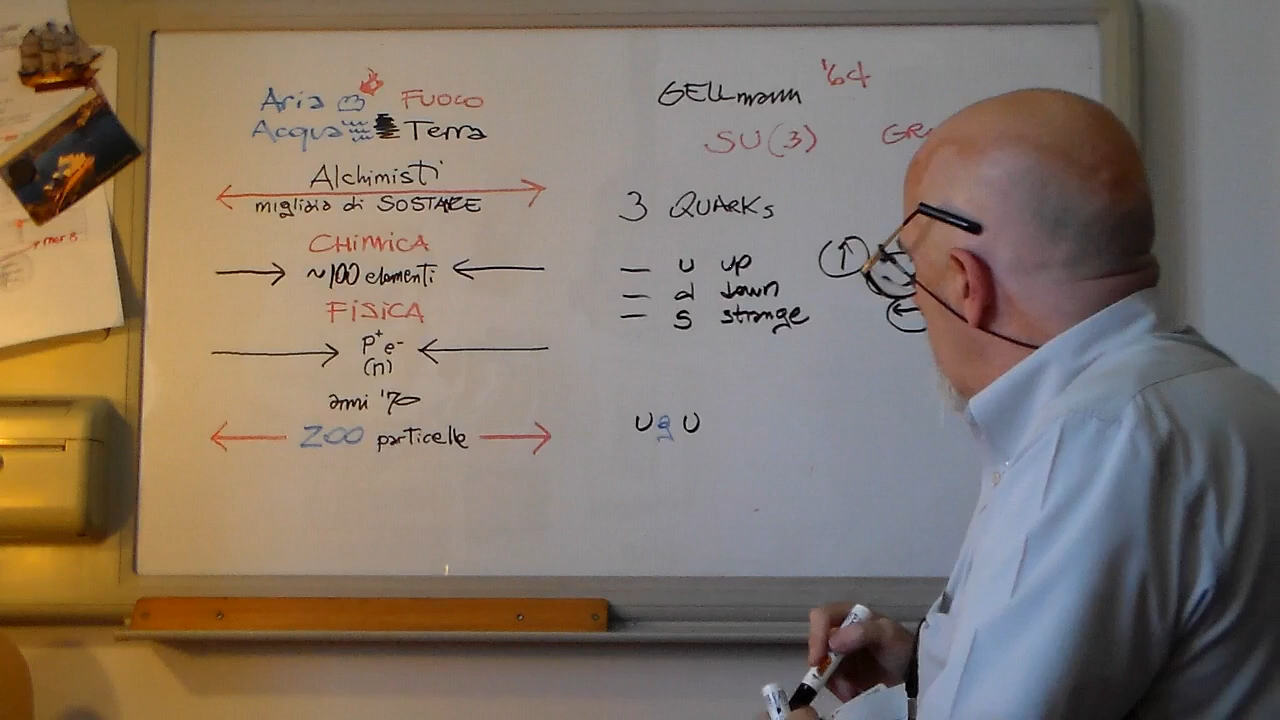 Aria FUOCO
Acqua Terra
Alchimisti
migliaia di SOSTANZE
CHIMICA
~100 elementi
FISICA
p+ e-
(n)
anni '70
ZOO particelle
GELLmann '64
SU(3) GR
3 QUARKs
— u up
— d down
— s strange
U g U